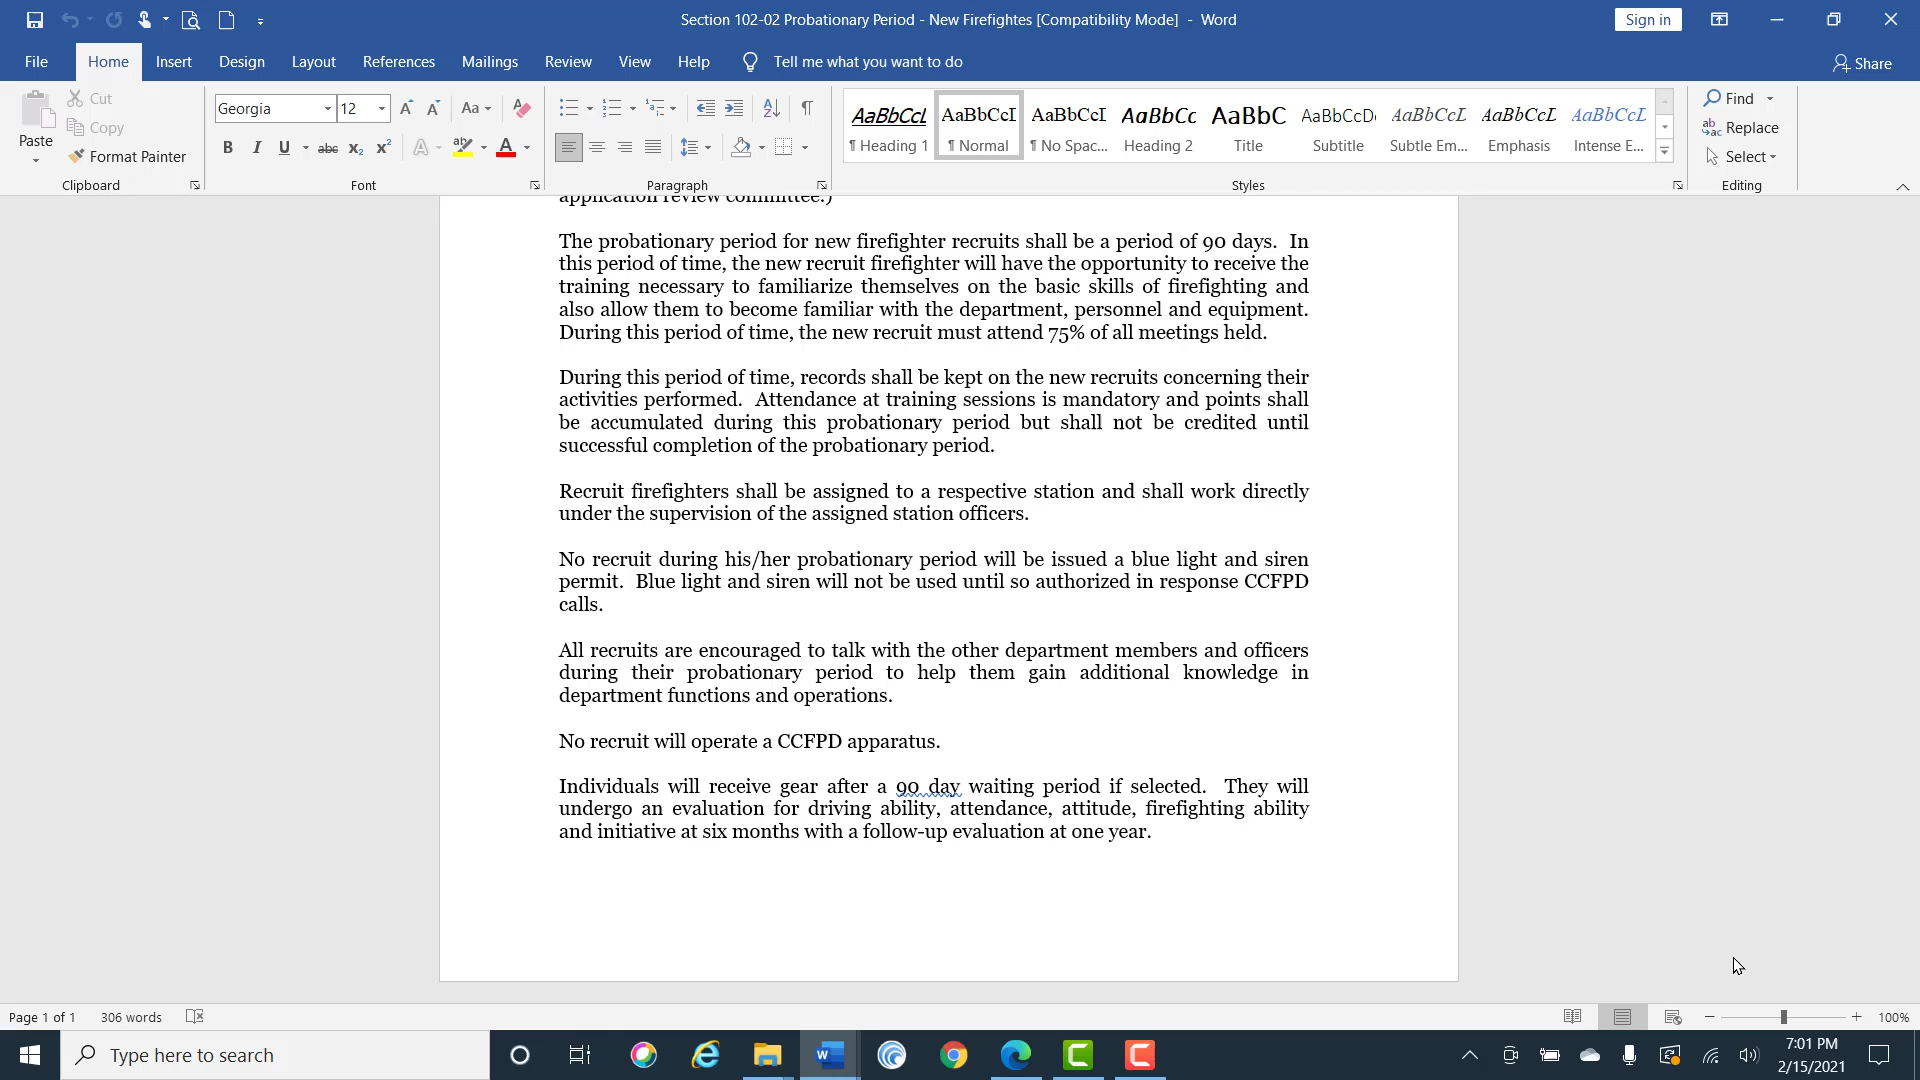 Section 102-02 Probationary Period - New Firefightes [Compatibility Mode] - Word
Sign in
File Home Insert Design Layout References Mailings Review View Help Tell me what you want to do
Share
Paste
Cut
Copy
Format Painter
Clipboard
Georgia 12
Font
Paragraph
AaBbCcI AaBbCcI AaBbCcI AaBbCc AaBbC AaBbCcD AaBbCcI AaBbCcI AaBbCcI
¶ Heading 1 ¶ Normal ¶ No Spac... Heading 2 Title Subtitle Subtle Em... Emphasis Intense E...
Styles
Find
Replace
Select
Editing
application review committee.)
The probationary period for new firefighter recruits shall be a period of 90 days. In
this period of time, the new recruit firefighter will have the opportunity to receive the
training necessary to familiarize themselves on the basic skills of firefighting and
also allow them to become familiar with the department, personnel and equipment.
During this period of time, the new recruit must attend 75% of all meetings held.
During this period of time, records shall be kept on the new recruits concerning their
activities performed. Attendance at training sessions is mandatory and points shall
be accumulated during this probationary period but shall not be credited until
successful completion of the probationary period.
Recruit firefighters shall be assigned to a respective station and shall work directly
under the supervision of the assigned station officers.
No recruit during his/her probationary period will be issued a blue light and siren
permit. Blue light and siren will not be used until so authorized in response CCFPD
calls.
All recruits are encouraged to talk with the other department members and officers
during their probationary period to help them gain additional knowledge in
department functions and operations.
No recruit will operate a CCFPD apparatus.
Individuals will receive gear after a 90 day waiting period if selected. They will
undergo an evaluation for driving ability, attendance, attitude, firefighting ability
and initiative at six months with a follow-up evaluation at one year.
Page 1 of 1 306 words
100%
Type here to search
7:01 PM
2/15/2021